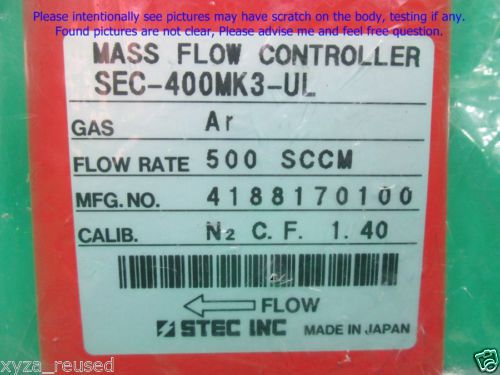 Please intentionally see pictures may have scratch on the body, testing if any.
Found pictures are not clear, Please advise me and feel free question.
MASS FLOW CONTROLLER
SEC-400MK3-UL
GAS Ar
FLOW RATE 500 SCCM
MFG.NO. 4188170100
CALIB. N₂ C.F. 1.40
FLOW
STEC INC MADE IN JAPAN
xyza_reused